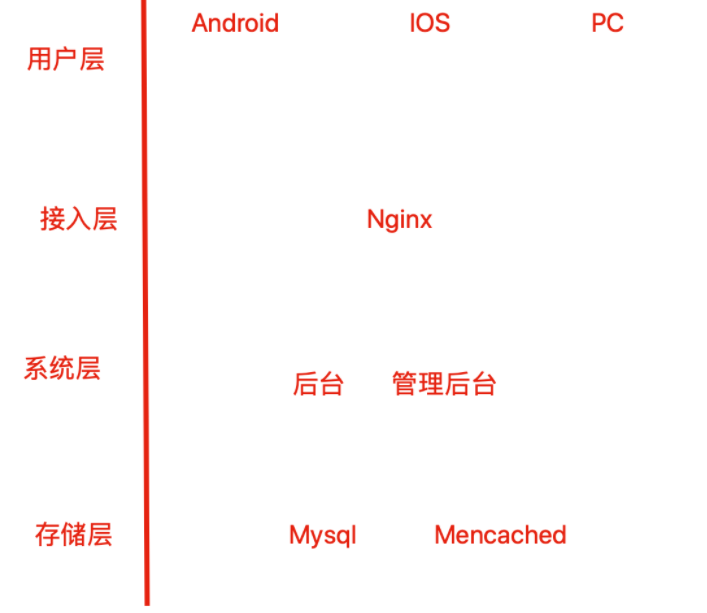 Android IOS PC
用户层
接入层 Nginx
系统层
后台 管理后台
存储层 Mysql Mencached